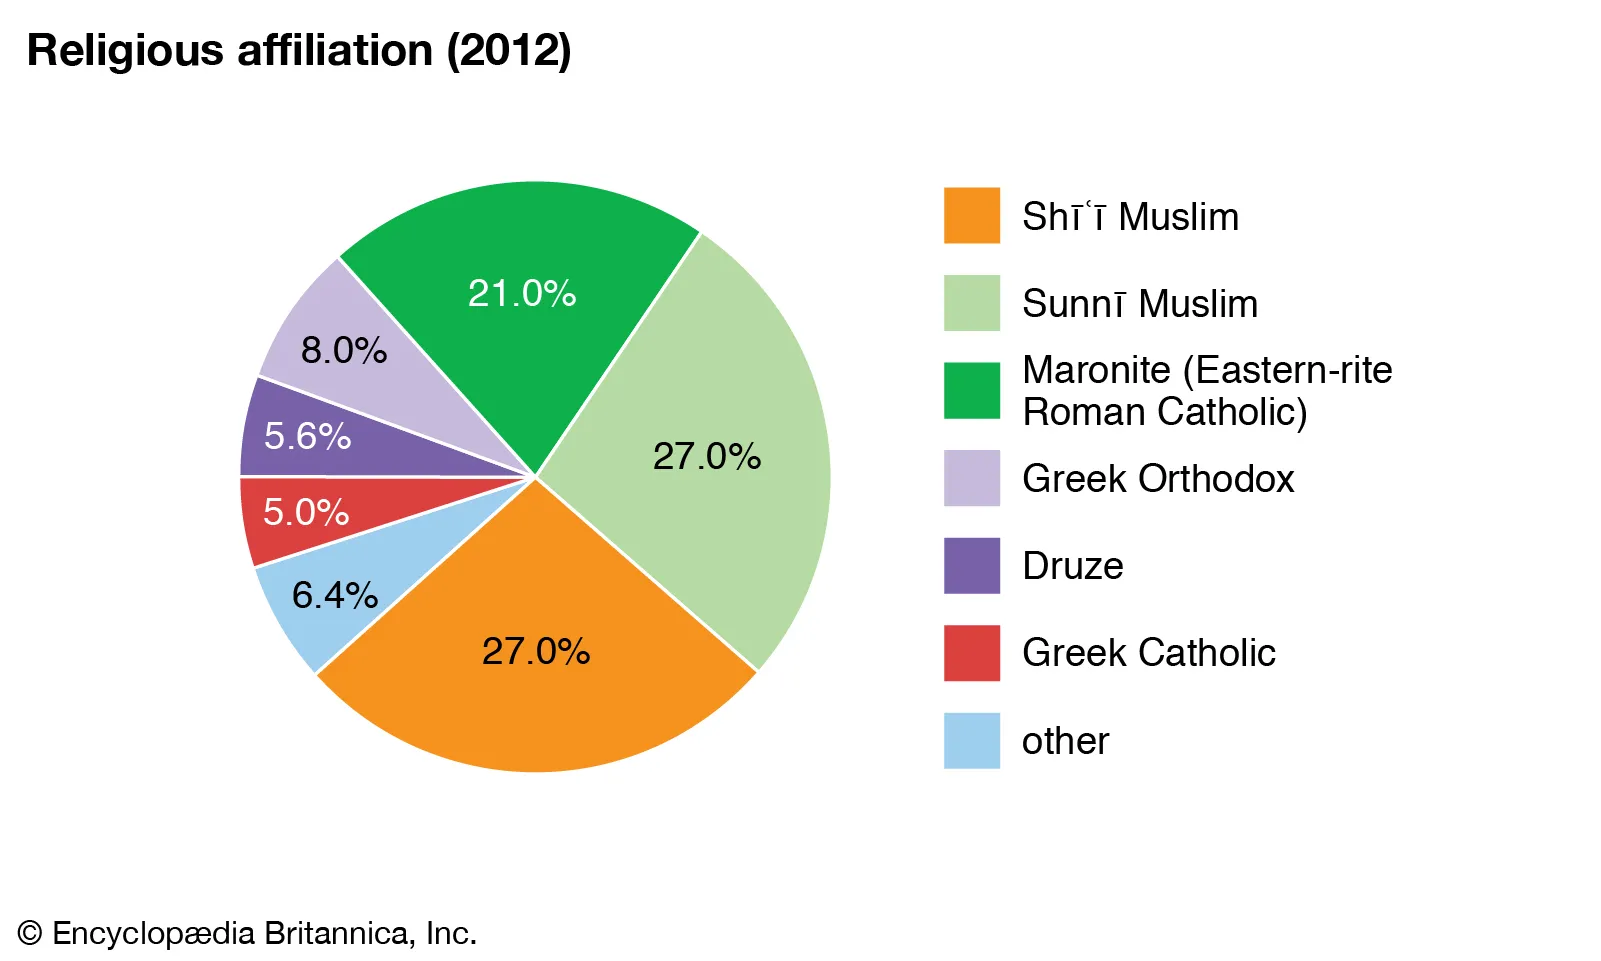 Religious affiliation (2012)
21.0%
8.0%
27.0%
5.6%
5.0%
6.4%
27.0%
Shīʿī Muslim
Sunnī Muslim
Maronite (Eastern-rite
Roman Catholic)
Greek Orthodox
Druze
Greek Catholic
other
© Encyclopædia Britannica, Inc.